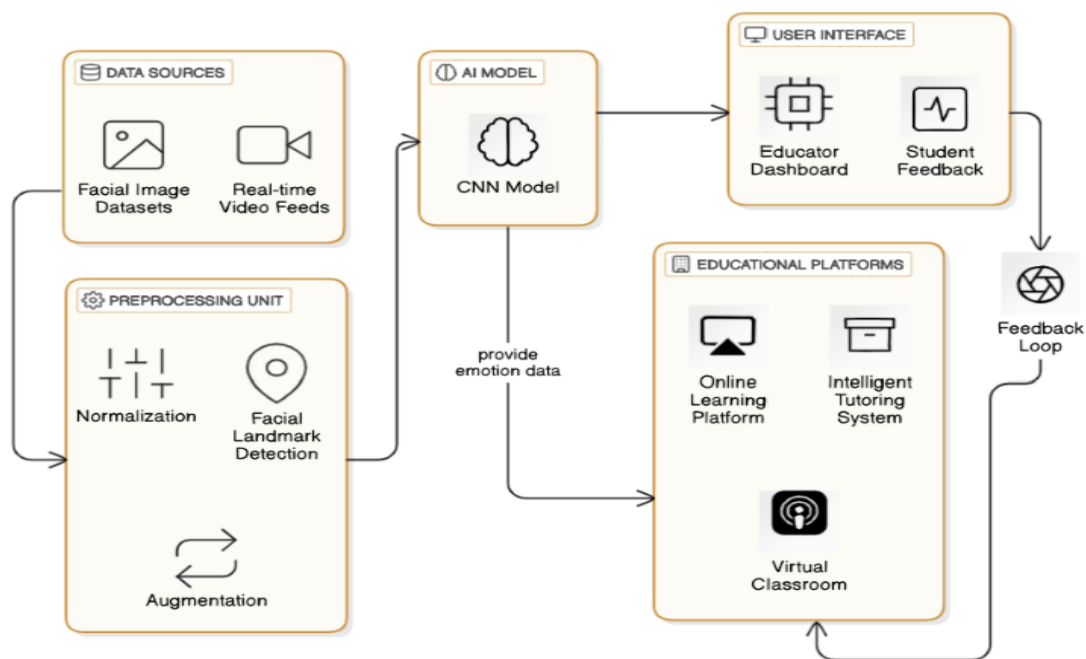 DATA SOURCES
Facial Image
Datasets
Real-time
Video Feeds
PREPROCESSING UNIT
Normalization
Facial
Landmark
Detection
Augmentation
AI MODEL
CNN Model
provide
emotion data
USER INTERFACE
Educator
Dashboard
Student
Feedback
Feedback
Loop
EDUCATIONAL PLATFORMS
Online
Learning
Platform
Intelligent
Tutoring
System
Virtual
Classroom